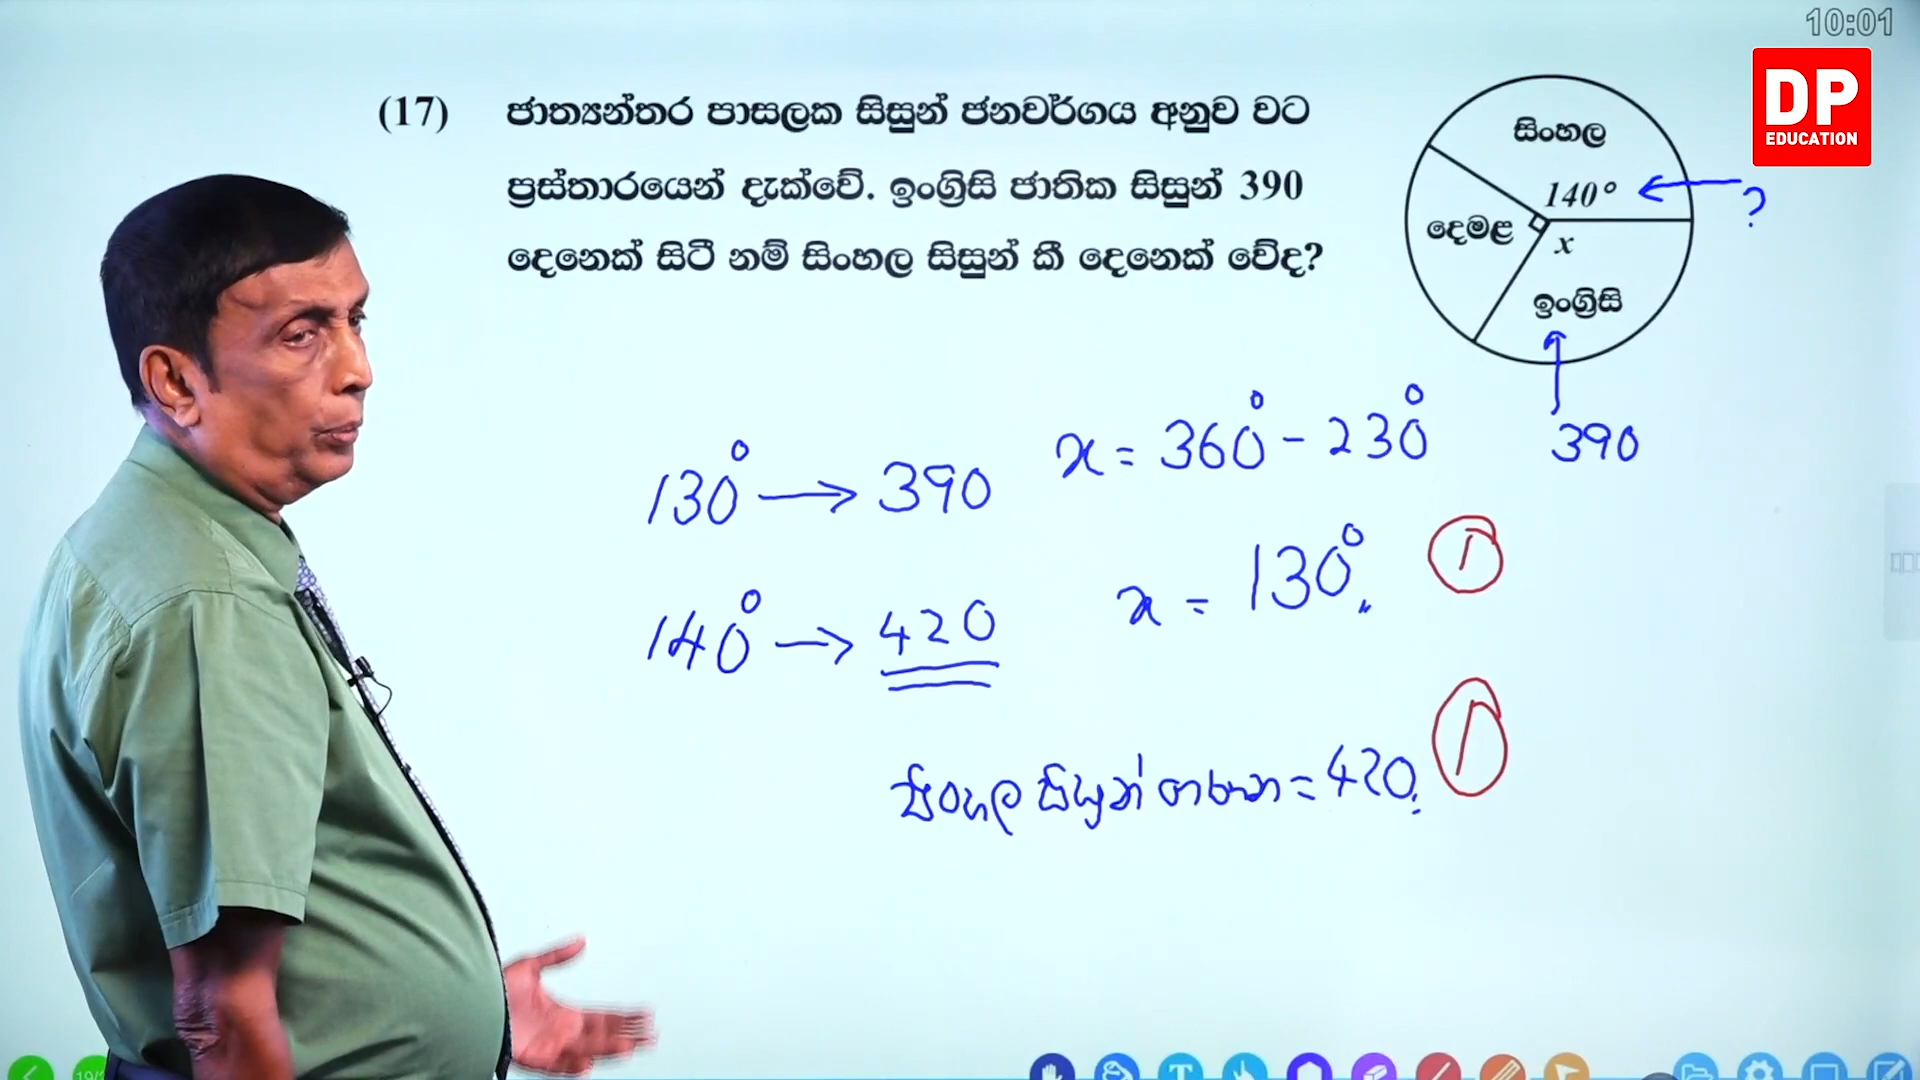 10:01
DP
EDUCATION
(17) ජාත්‍යන්තර පාසලක සිසුන් ජනවර්ගය අනුව වට
ප්‍රස්තාරයෙන් දැක්වේ. ඉංග්‍රිසි ජාතික සිසුන් 390
දෙනෙක් සිටී නම් සිංහල සිසුන් කී දෙනෙක් වේද?
සිංහල
140°
?
දෙමළ
x
ඉංග්‍රිසි
390
130° → 390
x = 360° - 230°
x = 130°
1
140° → 420
සිංහල සිසුන් ගණන = 420
1